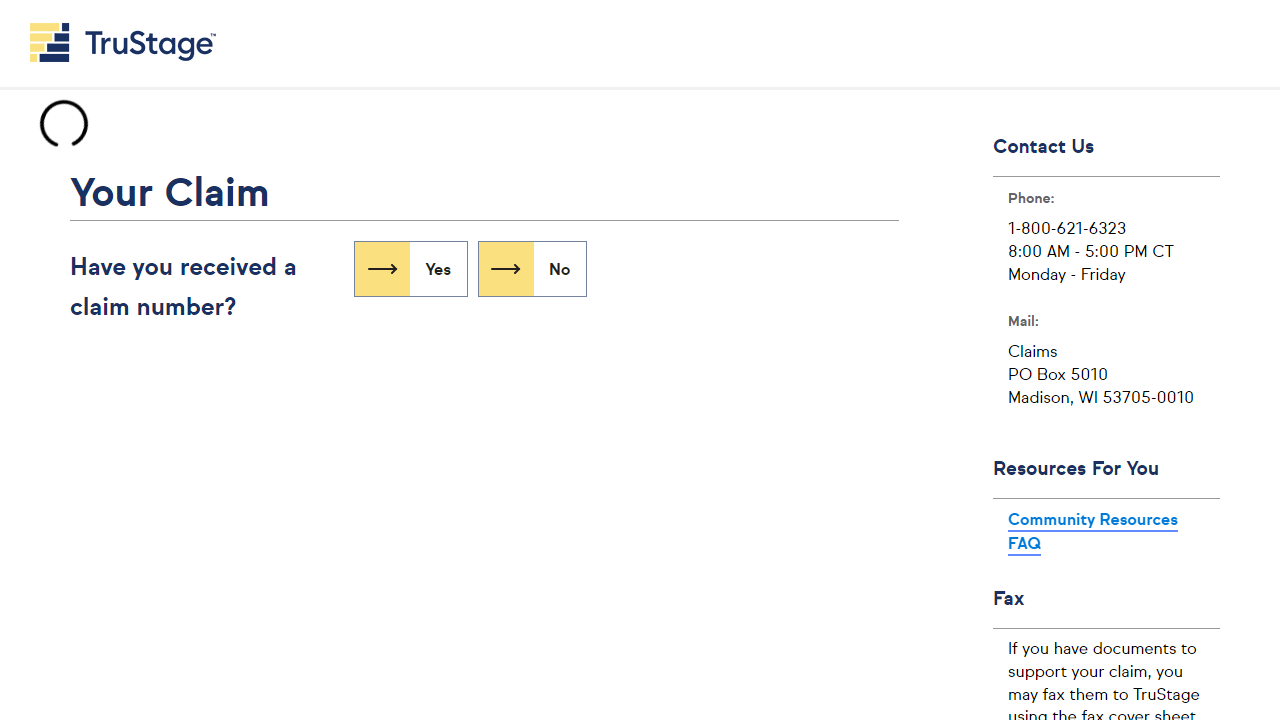 TruStage™
Your Claim
Have you received a
claim number?
Yes
No
Contact Us
Phone:
1-800-621-6323
8:00 AM - 5:00 PM CT
Monday - Friday
Mail:
Claims
PO Box 5010
Madison, WI 53705-0010
Resources For You
Community Resources
FAQ
Fax
If you have documents to
support your claim, you
may fax them to TruStage
using the fax cover sheet